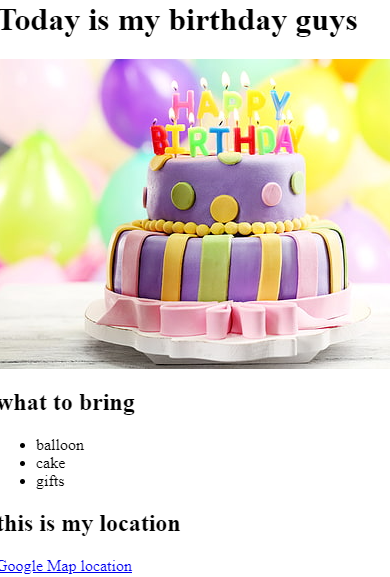 Today is my birthday guys
HAPPY
BIRTHDAY
what to bring
balloon
cake
gifts
this is my location
Google Map location